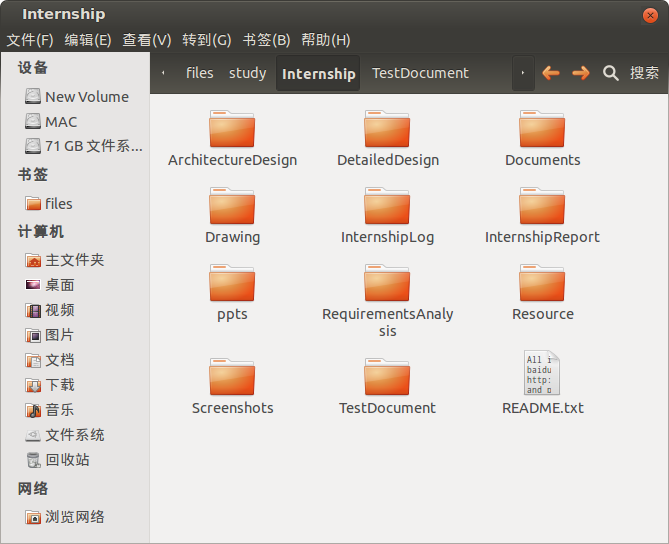 Internship
文件(F) 编辑(E) 查看(V) 转到(G) 书签(B) 帮助(H)
files study Internship TestDocument 搜索
设备
New Volume
MAC
71 GB 文件系...
书签
files
计算机
主文件夹
桌面
视频
图片
文档
下载
音乐
文件系统
回收站
网络
浏览网络
ArchitectureDesign DetailedDesign Documents
Drawing InternshipLog InternshipReport
ppts RequirementsAnaly Resource
sis
All i
baidu
http:
and
Screenshots TestDocument README.txt